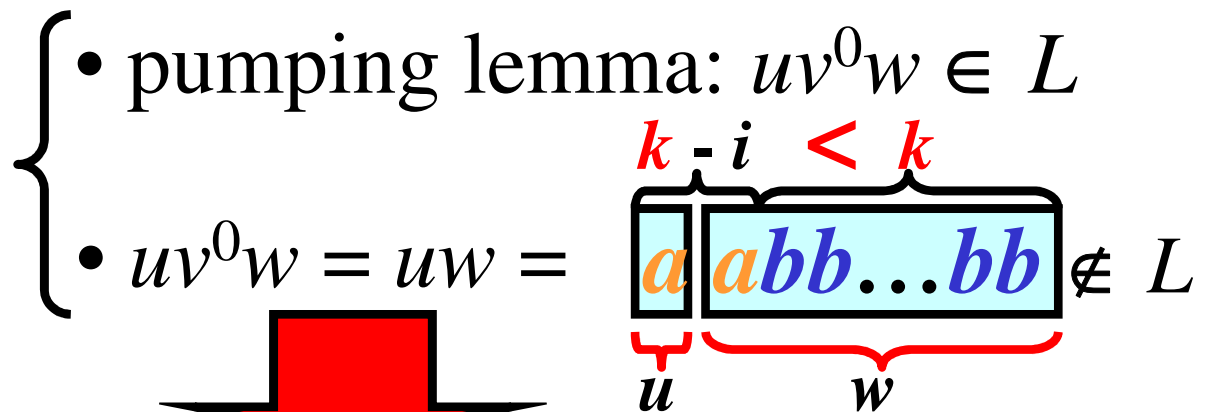 • pumping lemma: uv⁰w ∈ L
k - i < k
• uv⁰w = uw = a abb…bb ∉ L
u w